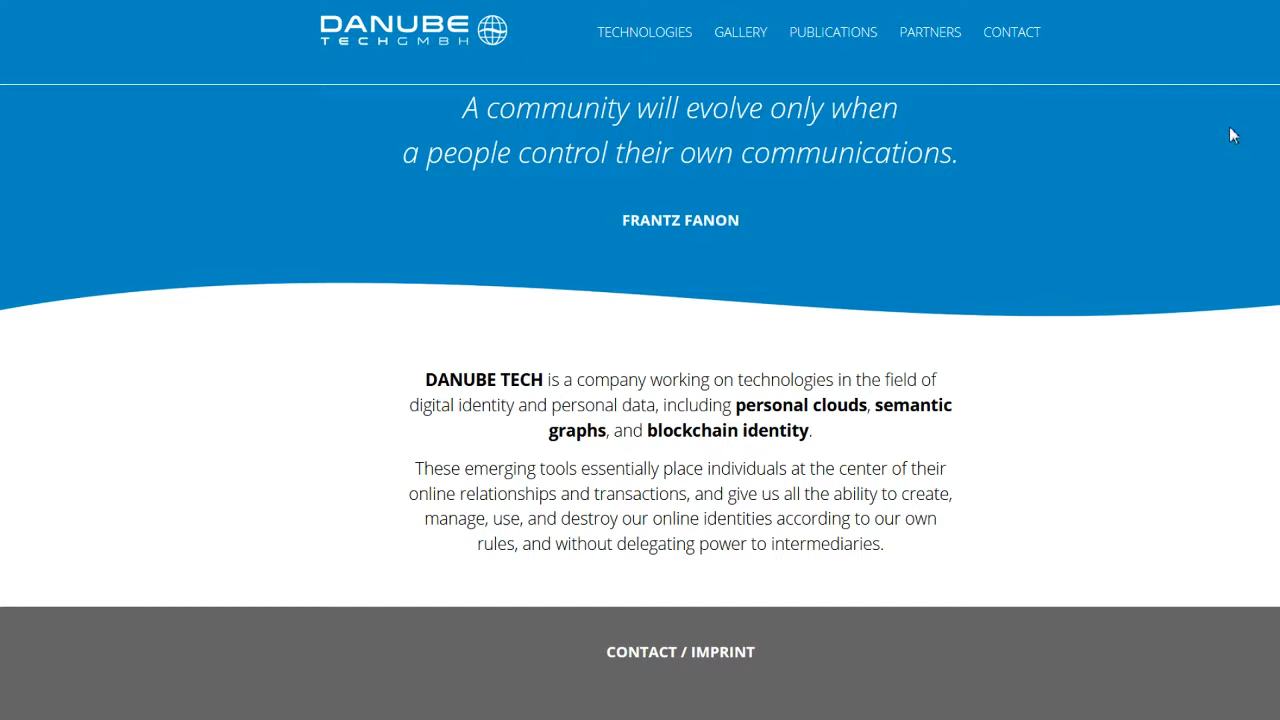 DANUBE
TECHGMBH
TECHNOLOGIES GALLERY PUBLICATIONS PARTNERS CONTACT
A community will evolve only when
a people control their own communications.
FRANTZ FANON
DANUBE TECH is a company working on technologies in the field of
digital identity and personal data, including personal clouds, semantic
graphs, and blockchain identity.
These emerging tools essentially place individuals at the center of their
online relationships and transactions, and give us all the ability to create,
manage, use, and destroy our online identities according to our own
rules, and without delegating power to intermediaries.
CONTACT / IMPRINT